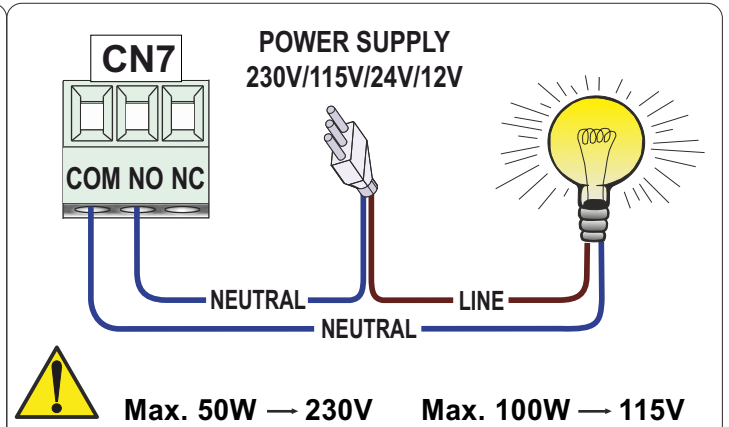 CN7
POWER SUPPLY
230V/115V/24V/12V
COM NO NC
NEUTRAL
LINE
NEUTRAL
Max. 50W → 230V
Max. 100W → 115V